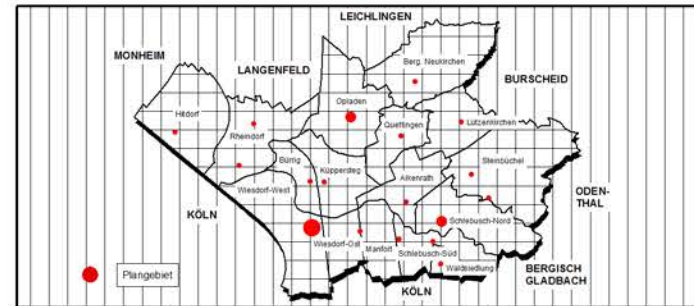 LEICHLINGEN
MONHEIM
LANGENFELD
Berg. Neukirchen
BURSCHEID
Hitdorf
Opladen
Rheindorf
Quettingen
Lützenkirchen
Bürrig
Küppersteg
Steinbüchel
Alkenrath
Wiesdorf-West
ODEN-
THAL
KÖLN
Schlebusch-Nord
Wiesdorf-Ost
Manfort
Schlebusch-Süd
Waldsiedlung
BERGISCH
GLADBACH
Plangebiet
KÖLN